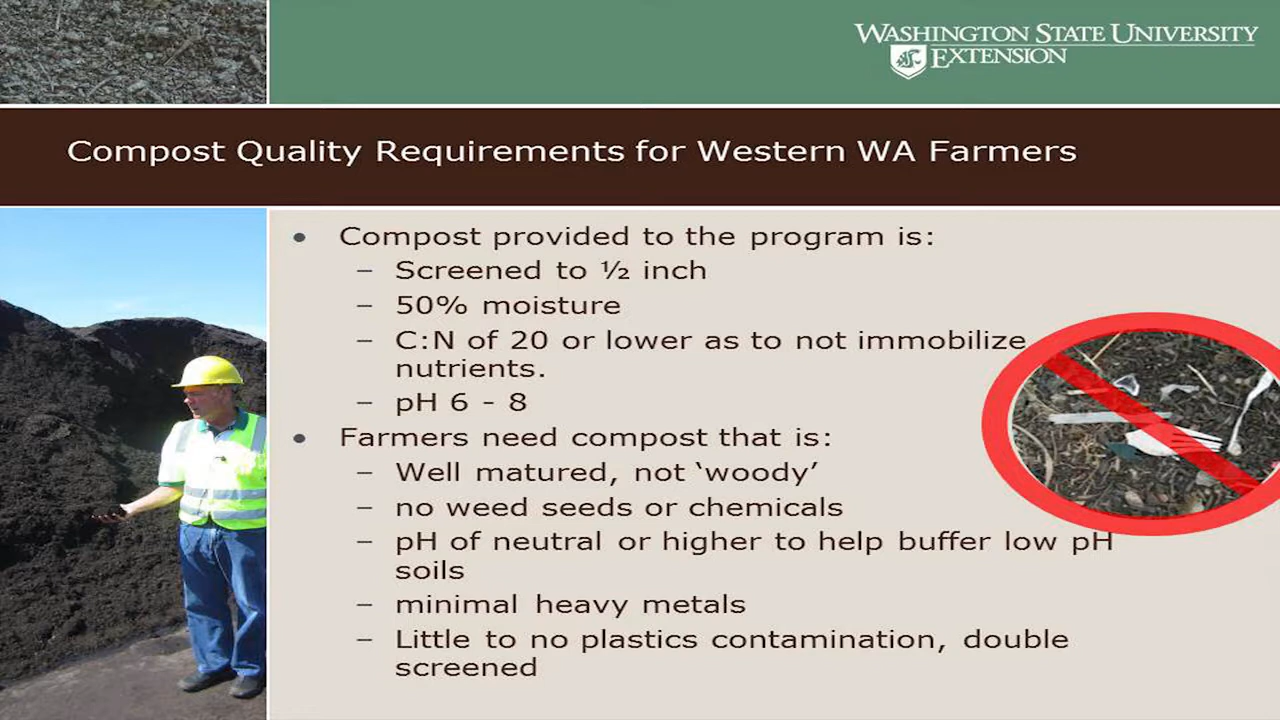 WASHINGTON STATE UNIVERSITY
EXTENSION
Compost Quality Requirements for Western WA Farmers
• Compost provided to the program is:
– Screened to ½ inch
– 50% moisture
– C:N of 20 or lower as to not immobilize
nutrients.
– pH 6 - 8
• Farmers need compost that is:
– Well matured, not ‘woody’
– no weed seeds or chemicals
– pH of neutral or higher to help buffer low pH
soils
– minimal heavy metals
– Little to no plastics contamination, double
screened